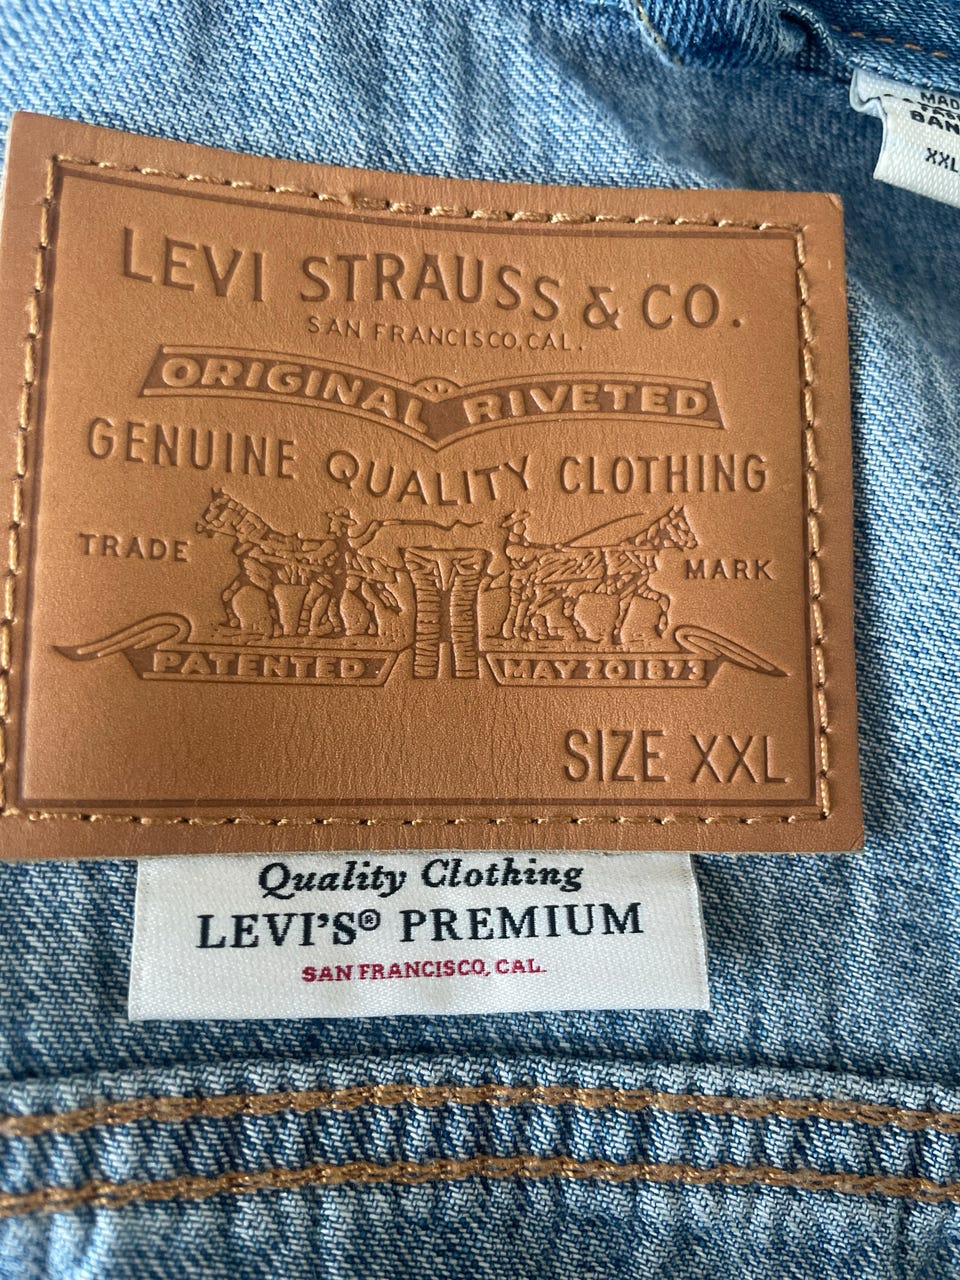 LEVI STRAUSS & CO.
SAN FRANCISCO, CAL.
ORIGINAL RIVETED
GENUINE QUALITY CLOTHING
TRADE MARK
PATENTED MAY 20 1873
SIZE XXL
Quality Clothing
LEVI'S® PREMIUM
SAN FRANCISCO, CAL.
XXL